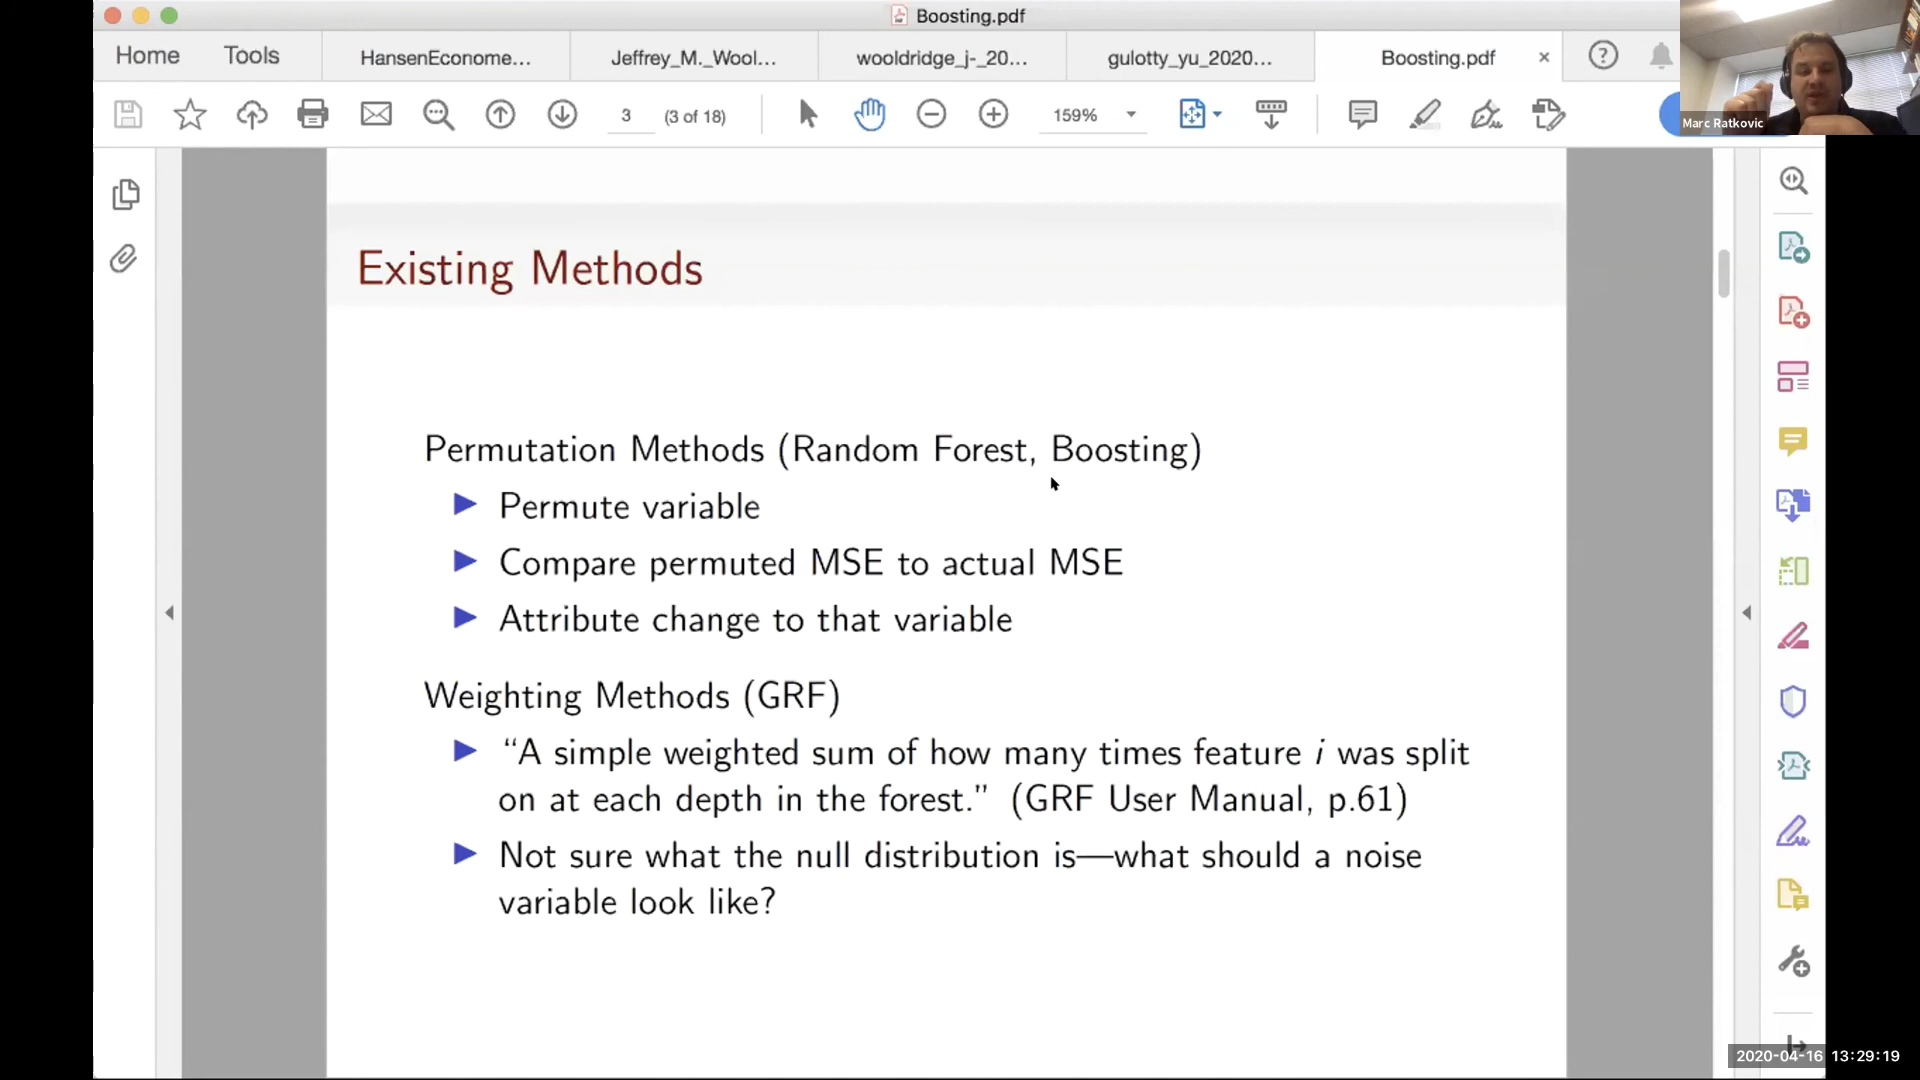 Boosting.pdf
Home Tools HansenEconome... Jeffrey_M._Wool... wooldridge_j-_20... gulotty_yu_2020... Boosting.pdf
3 (3 of 18) 159%
Marc Ratkovic
Existing Methods
Permutation Methods (Random Forest, Boosting)
Permute variable
Compare permuted MSE to actual MSE
Attribute change to that variable
Weighting Methods (GRF)
“A simple weighted sum of how many times feature i was split
on at each depth in the forest.” (GRF User Manual, p.61)
Not sure what the null distribution is—what should a noise
variable look like?
2020-04-16 13:29:19